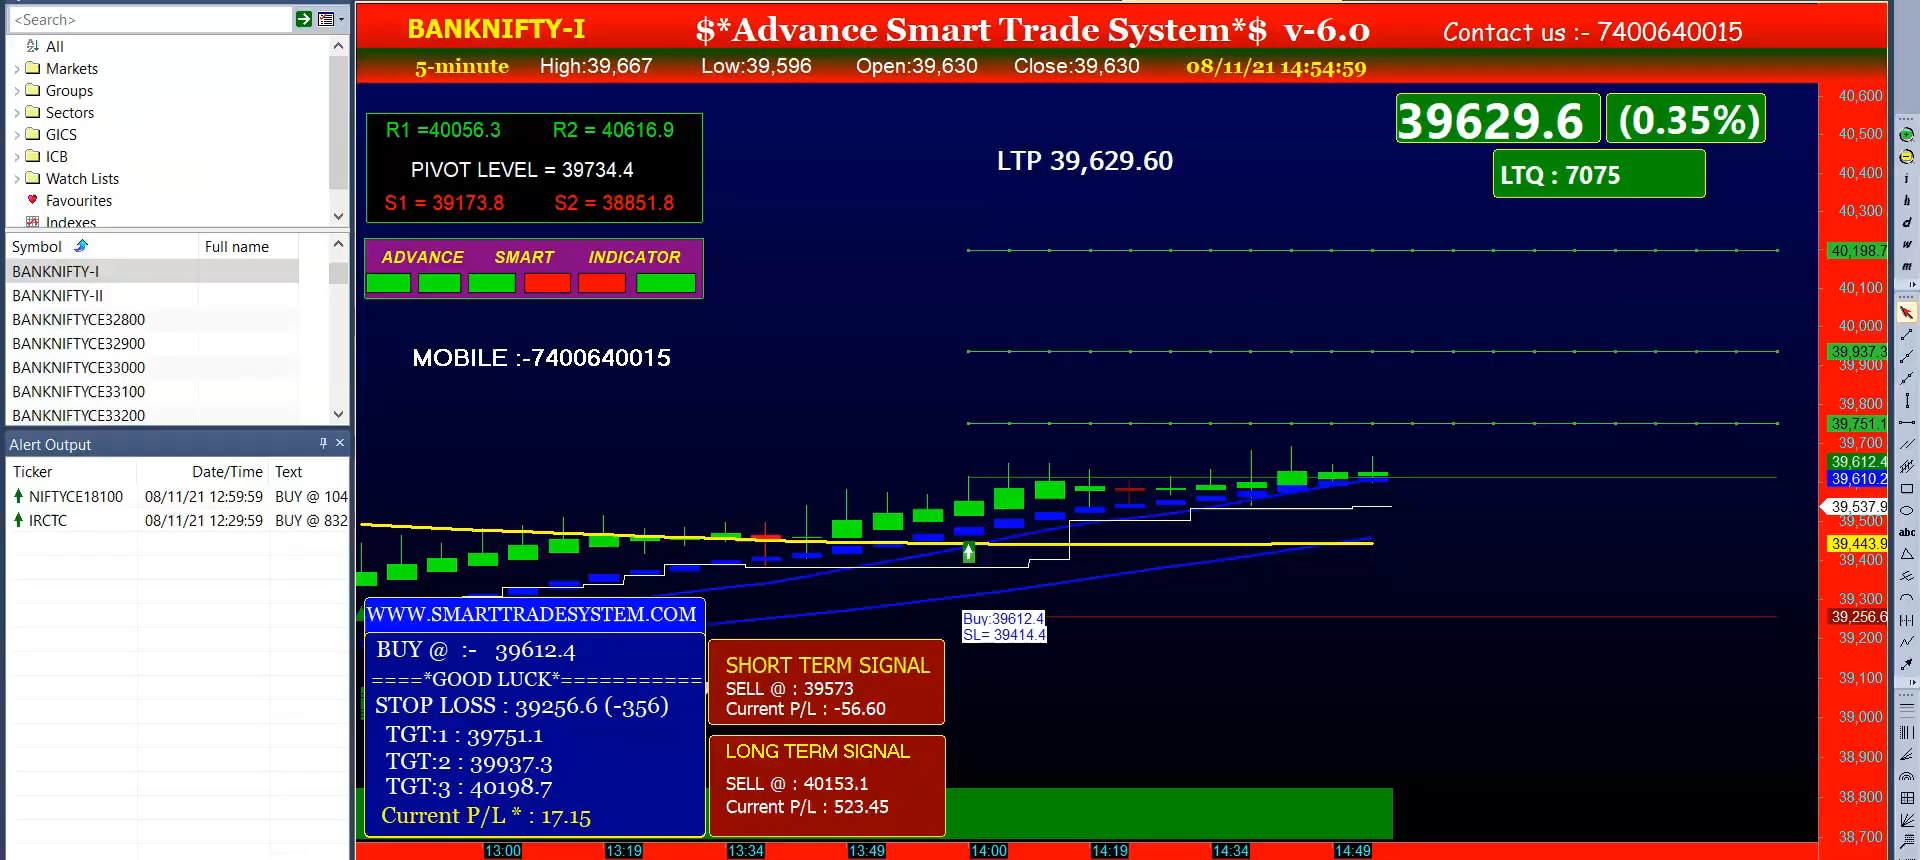 <Search>
All
Markets
Groups
Sectors
GICS
ICB
Watch Lists
Favourites
Indexes
Symbol Full name
BANKNIFTY-I
BANKNIFTY-II
BANKNIFTYCE32800
BANKNIFTYCE32900
BANKNIFTYCE33000
BANKNIFTYCE33100
BANKNIFTYCE33200
Alert Output
Ticker Date/Time Text
NIFTYCE18100 08/11/21 12:59:59 BUY @ 104
IRCTC 08/11/21 12:29:59 BUY @ 832
BANKNIFTY-I $*Advance Smart Trade System*$ v-6.0 Contact us :- 7400640015
5-minute High:39,667 Low:39,596 Open:39,630 Close:39,630 08/11/21 14:54:59
R1 =40056.3 R2 = 40616.9
PIVOT LEVEL = 39734.4
S1 = 39173.8 S2 = 38851.8
ADVANCE SMART INDICATOR
MOBILE :-7400640015
LTP 39,629.60
39629.6 (0.35%)
LTQ : 7075
Buy:39612.4
SL= 39414.4
WWW.SMARTTRADESYSTEM.COM
BUY @ :- 39612.4
====*GOOD LUCK*===========
STOP LOSS : 39256.6 (-356)
TGT:1 : 39751.1
TGT:2 : 39937.3
TGT:3 : 40198.7
Current P/L * : 17.15
SHORT TERM SIGNAL
SELL @ : 39573
Current P/L : -56.60
LONG TERM SIGNAL
SELL @ : 40153.1
Current P/L : 523.45
40,600
40,500
40,400
40,300
40,198.7
40,100
40,000
39,937.3
39,900
39,800
39,751.1
39,700
39,612.4
39,610.2
39,537.9
39,500
39,443.9
39,400
39,300
39,256.6
39,200
39,100
39,000
38,900
38,800
38,700
13:00 13:19 13:34 13:49 14:00 14:19 14:34 14:49
i
h
d
w
m
abc